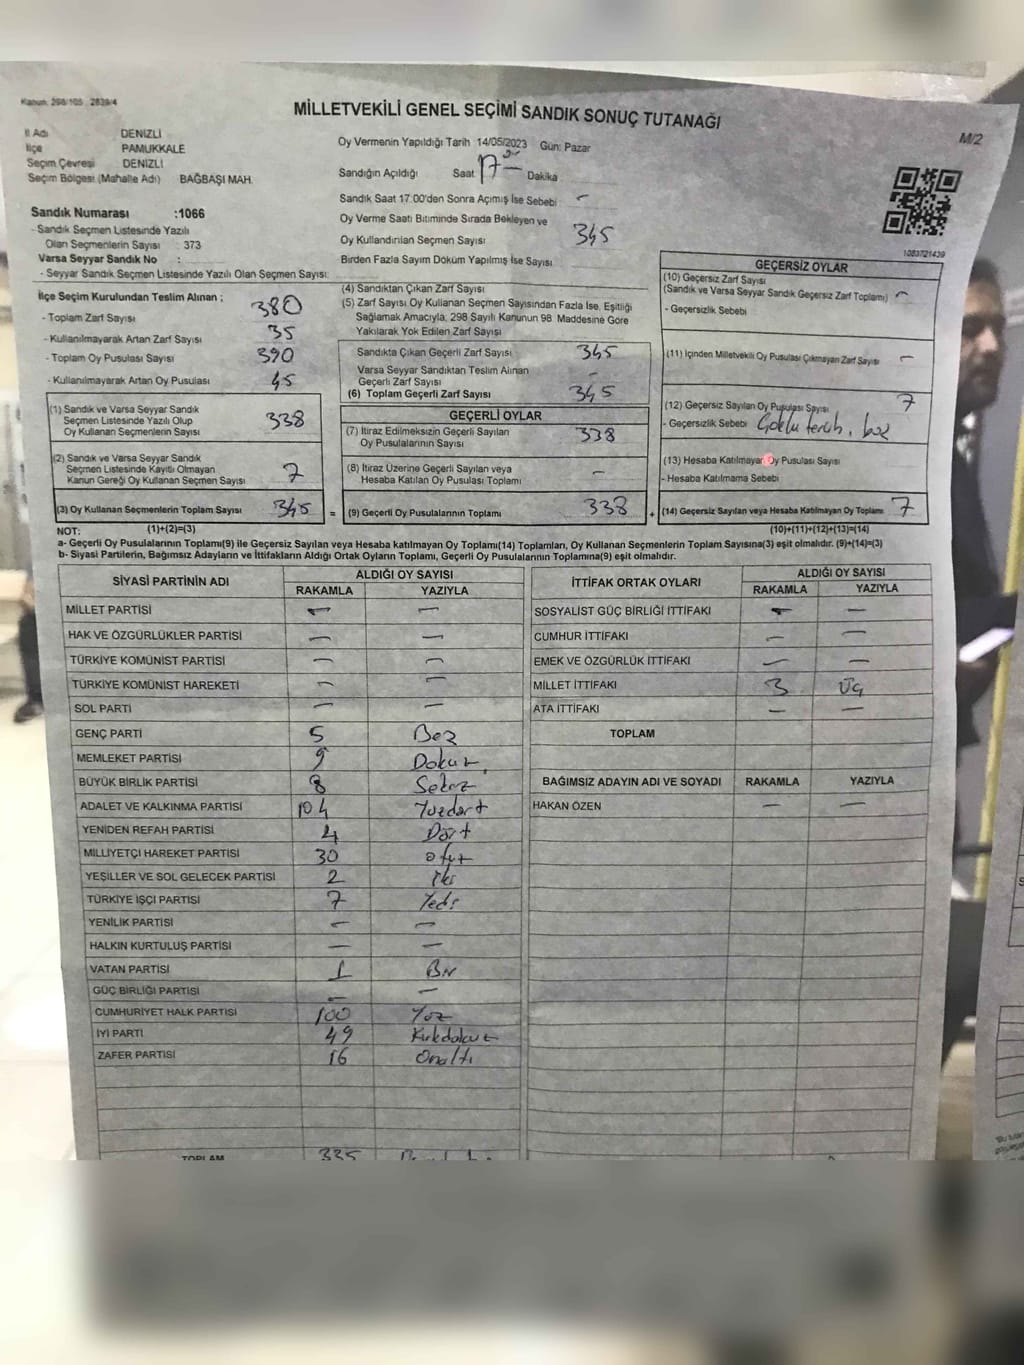 Kanun: 298/105 , 2839/4
MİLLETVEKİLİ GENEL SEÇİMİ SANDIK SONUÇ TUTANAĞI
M/2
İl Adı DENİZLİ
İlçe PAMUKKALE
Seçim Çevresi DENİZLİ
Seçim Bölgesi (Mahalle Adı) BAĞBAŞI MAH.
Sandık Numarası :1066
- Sandık Seçmen Listesinde Yazılı
Olan Seçmenlerin Sayısı : 373
Varsa Seyyar Sandık No :
- Seyyar Sandık Seçmen Listesinde Yazılı Olan Seçmen Sayısı:
Oy Vermenin Yapıldığı Tarih 14/05/2023 Gün: Pazar
Sandığın Açıldığı Saat 17 Dakika
Sandık Saat 17:00'den Sonra Açımış İse Sebebi -
Oy Verme Saati Bitiminde Sırada Bekleyen ve
Oy Kullandırılan Seçmen Sayısı 345
Birden Fazla Sayım Döküm Yapılmış İse Sayısı
1083721439
İlçe Seçim Kurulundan Teslim Alınan ;
- Toplam Zarf Sayısı 380
- Kullanılmayarak Artan Zarf Sayısı 35
- Toplam Oy Pusulası Sayısı 390
- Kullanılmayarak Artan Oy Pusulası 45
(1) Sandık ve Varsa Seyyar Sandık
Seçmen Listesinde Yazılı Olup
Oy Kullanan Seçmenlerin Sayısı 338
(2) Sandık ve Varsa Seyyar Sandık
Seçmen Listesinde Kayıtlı Olmayan
Kanun Gereği Oy Kullanan Seçmen Sayısı 7
(3) Oy Kullanan Seçmenlerin Toplam Sayısı 345 =
(4) Sandıktan Çıkan Zarf Sayısı
(5) Zarf Sayısı Oy Kullanan Seçmen Sayısından Fazla İse, Eşitliği
Sağlamak Amacıyla, 298 Sayılı Kanunun 98 Maddesine Göre
Yakılarak Yok Edilen Zarf Sayısı
Sandıkta Çıkan Geçerli Zarf Sayısı 345
Varsa Seyyar Sandıktan Teslim Alınan
Geçerli Zarf Sayısı -
(6) Toplam Geçerli Zarf Sayısı 345
GEÇERLİ OYLAR
(7) İtiraz Edilmeksizin Geçerli Sayılan
Oy Pusulalarının Sayısı 338
(8) İtiraz Üzerine Geçerli Sayılan veya
Hesaba Katılan Oy Pusulası Toplamı -
(9) Geçerli Oy Pusulalarının Toplamı 338 +
GEÇERSİZ OYLAR
(10) Geçersiz Zarf Sayısı
(Sandık ve Varsa Seyyar Sandık Geçersiz Zarf Toplamı) -
- Geçersizlik Sebebi
(11) İçinden Milletvekili Oy Pusulası Çıkmayan Zarf Sayısı -
(12) Geçersiz Sayılan Oy Pusulası Sayısı 7
- Geçersizlik Sebebi Çoklu tercih, boş
(13) Hesaba Katılmayan Oy Pusulası Sayısı
- Hesaba Katılmama Sebebi
(14) Geçersiz Sayılan veya Hesaba Katılmayan Oy Toplamı 7
NOT: (1)+(2)=(3) (10)+(11)+(12)+(13)=(14)
a- Geçerli Oy Pusulalarının Toplamı(9) ile Geçersiz Sayılan veya Hesaba katılmayan Oy Toplamı(14) Toplamları, Oy Kullanan Seçmenlerin Toplam Sayısına(3) eşit olmalıdır. (9)+(14)=(3)
b- Siyasi Partilerin, Bağımsız Adayların ve İttifakların Aldığı Ortak Oyların Toplamı, Geçerli Oy Pusulalarının Toplamına(9) eşit olmalıdır.
SİYASİ PARTİNİN ADI ALDIĞI OY SAYISI
RAKAMLA YAZIYLA
MİLLET PARTİSİ - -
HAK VE ÖZGÜRLÜKLER PARTİSİ - -
TÜRKİYE KOMÜNİST PARTİSİ - -
TÜRKİYE KOMÜNİST HAREKETİ - -
SOL PARTİ - -
GENÇ PARTİ 5 Beş
MEMLEKET PARTİSİ 9 Dokuz
BÜYÜK BİRLİK PARTİSİ 8 Sekiz
ADALET VE KALKINMA PARTİSİ 104 Yüzdört
YENİDEN REFAH PARTİSİ 4 Dört
MİLLİYETÇİ HAREKET PARTİSİ 30 otuz
YEŞİLLER VE SOL GELECEK PARTİSİ 2 İki
TÜRKİYE İŞÇİ PARTİSİ 7 Yedi
YENİLİK PARTİSİ - -
HALKIN KURTULUŞ PARTİSİ - -
VATAN PARTİSİ 1 Bir
GÜÇ BİRLİĞİ PARTİSİ - -
CUMHURİYET HALK PARTİSİ 100 Yüz
İYİ PARTİ 49 Kırkdokuz
ZAFER PARTİSİ 16 Onaltı
TOPLAM 335
İTTİFAK ORTAK OYLARI ALDIĞI OY SAYISI
RAKAMLA YAZIYLA
SOSYALİST GÜÇ BİRLİĞİ İTTİFAKI - -
CUMHUR İTTİFAKI - -
EMEK VE ÖZGÜRLÜK İTTİFAKI - -
MİLLET İTTİFAKI 3 Üç
ATA İTTİFAKI - -
TOPLAM
BAĞIMSIZ ADAYIN ADI VE SOYADI RAKAMLA YAZIYLA
HAKAN ÖZEN - -